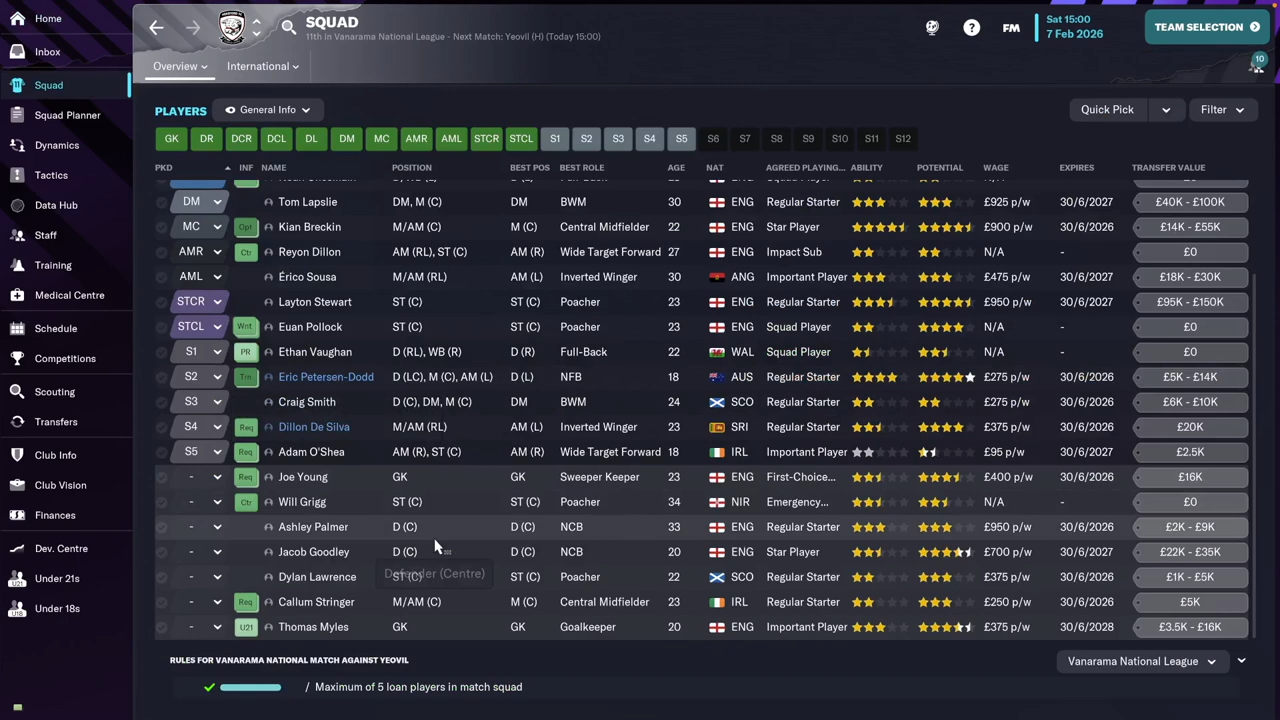 Home
Inbox
Squad
Squad Planner
Dynamics
Tactics
Data Hub
Staff
Training
Medical Centre
Schedule
Competitions
Scouting
Transfers
Club Info
Club Vision
Finances
Dev. Centre
U21 Under 21s
U18 Under 18s
SQUAD
11th In Vanarama National League - Next Match: Yeovil (H) (Today 15:00)
FM
Sat 15:00
7 Feb 2026
TEAM SELECTION
Overview International
10
PLAYERS General Info Quick Pick Filter
GK DR DCR DCL DL DM MC AMR AML STCR STCL S1 S2 S3 S4 S5 S6 S7 S8 S9 S10 S11 S12
PKD INF NAME POSITION BEST POS BEST ROLE AGE NAT AGREED PLAYING... ABILITY POTENTIAL WAGE EXPIRES TRANSFER VALUE
DM Tom Lapslie DM, M (C) DM BWM 30 ENG Regular Starter £925 p/w 30/6/2027 £40K - £100K
MC Opt Kian Breckin M/AM (C) M (C) Central Midfielder 22 ENG Star Player £900 p/w 30/6/2027 £14K - £55K
AMR Ctr Reyon Dillon AM (RL), ST (C) AM (R) Wide Target Forward 27 ENG Impact Sub N/A - £0
AML Érico Sousa M/AM (RL) AM (L) Inverted Winger 30 ANG Important Player £475 p/w 30/6/2027 £18K - £30K
STCR Layton Stewart ST (C) ST (C) Poacher 23 ENG Regular Starter £950 p/w 30/6/2027 £95K - £150K
STCL Wnt Euan Pollock ST (C) ST (C) Poacher 23 ENG Squad Player N/A - £0
S1 PR Ethan Vaughan D (RL), WB (R) D (R) Full-Back 22 WAL Squad Player N/A - £0
S2 Trn Eric Petersen-Dodd D (LC), M (C), AM (L) D (L) NFB 18 AUS Regular Starter £275 p/w 30/6/2026 £5K - £14K
S3 Craig Smith D (C), DM, M (C) DM BWM 20 SCO Regular Starter £275 p/w 30/6/2026 £6K - £10K
S4 Req Dillon De Silva M/AM (RL) AM (L) Inverted Winger 23 SRI Regular Starter £375 p/w 30/6/2026 £20K
S5 Req Adam O'Shea AM (R), ST (C) AM (R) Wide Target Forward 18 IRL Important Player £95 p/w 30/6/2026 £2.5K
- Req Joe Young GK GK Sweeper Keeper 23 ENG First-Choice... £400 p/w 30/6/2026 £16K
- Ctr Will Grigg ST (C) ST (C) Poacher 34 NIR Emergency... N/A - £0
- Ashley Palmer D (C) D (C) NCB 33 ENG Regular Starter £950 p/w 30/6/2026 £2K - £9K
- Jacob Goodley D (C) D (C) NCB 20 ENG Star Player £700 p/w 30/6/2027 £22K - £35K
Defender (Centre)
- Dylan Lawrence ST (C) ST (C) Poacher 22 SCO Regular Starter £375 p/w 30/6/2026 £1K - £5K
- Req Callum Stringer M/AM (C) M (C) Central Midfielder 23 IRL Regular Starter £250 p/w 30/6/2026 £5K
- U21 Thomas Myles GK GK Goalkeeper 20 ENG Important Player £375 p/w 30/6/2028 £3.5K - £16K
RULES FOR VANARAMA NATIONAL MATCH AGAINST YEOVIL Vanarama National League
/ Maximum of 5 loan players in match squad